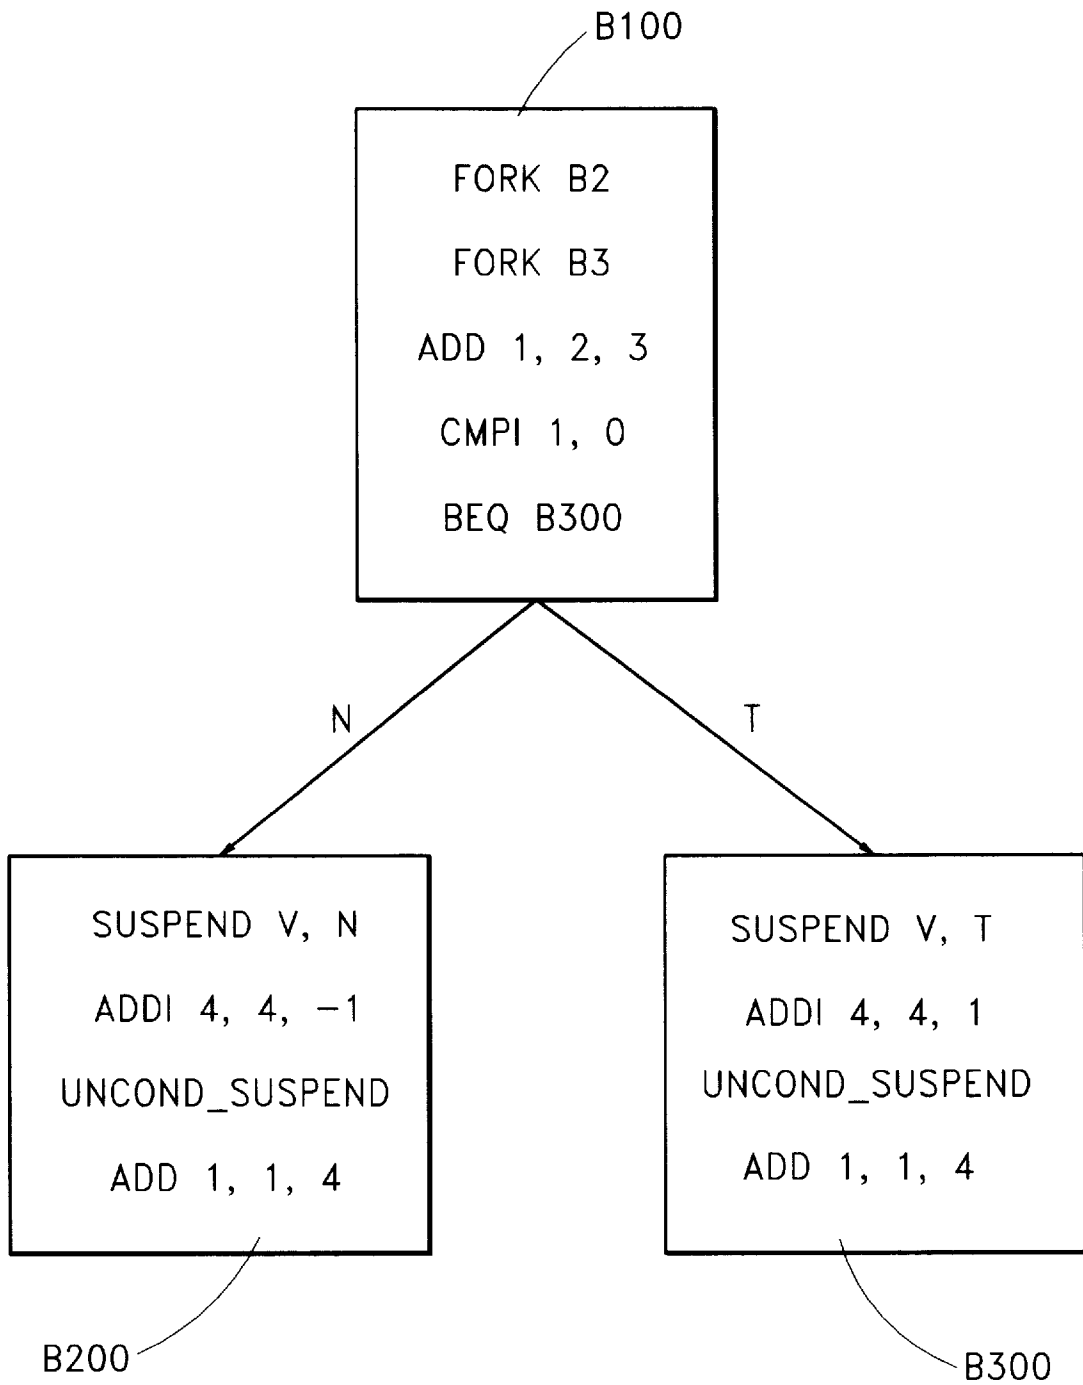 B100
FORK B2
FORK B3
ADD 1, 2, 3
CMPI 1, 0
BEQ B300
N
T
SUSPEND V, N
ADDI 4, 4, -1
UNCOND_SUSPEND
ADD 1, 1, 4
B200
SUSPEND V, T
ADDI 4, 4, 1
UNCOND_SUSPEND
ADD 1, 1, 4
B300